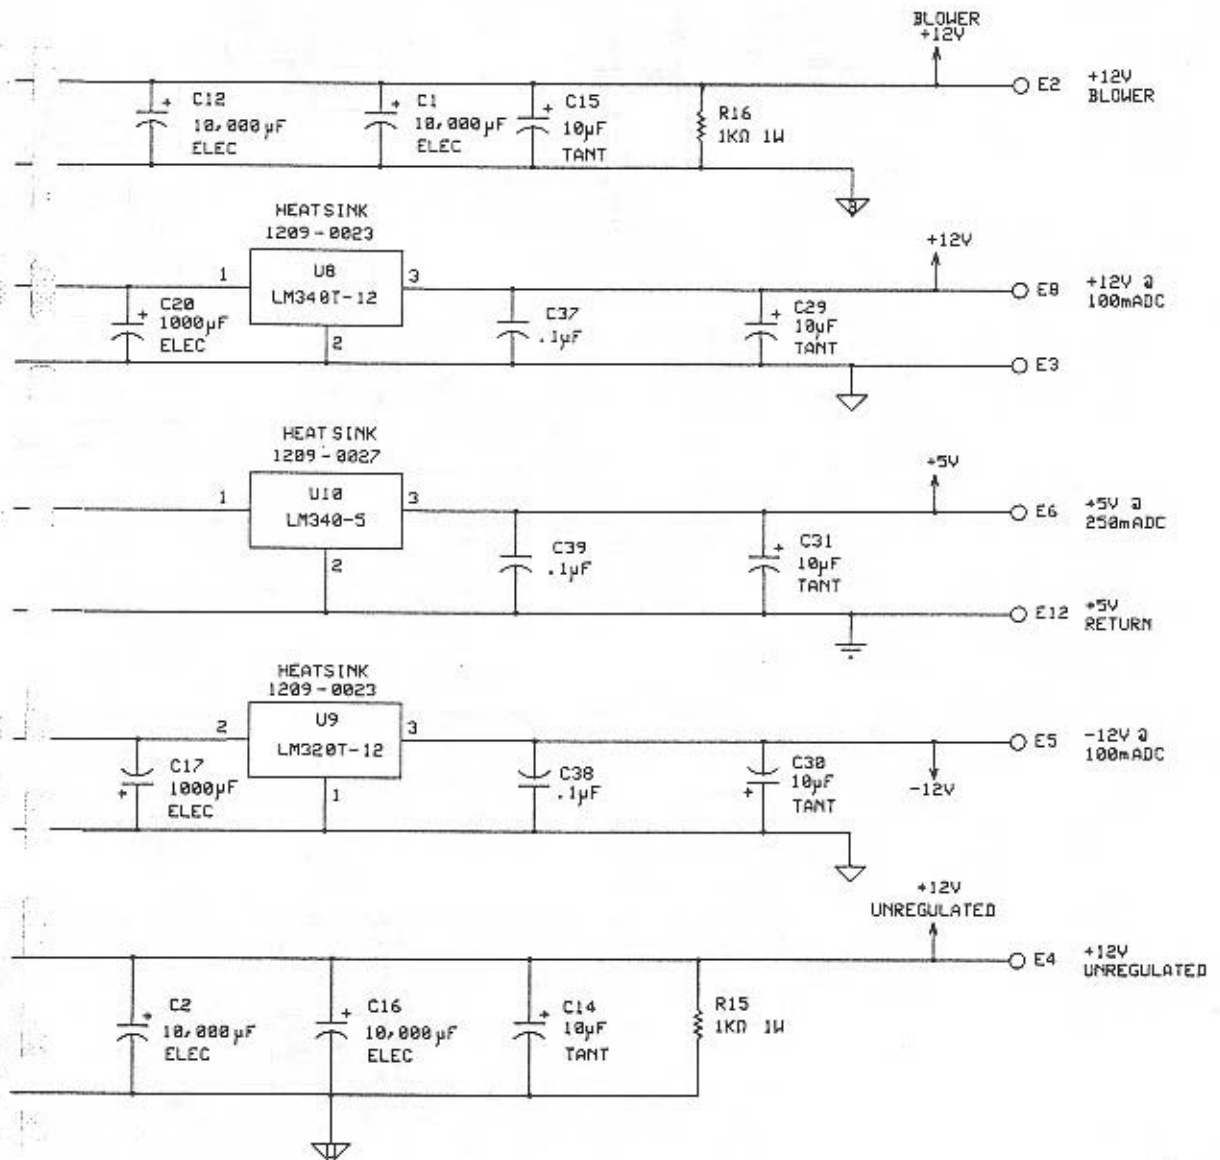 BLOWER
+12V
E2
+12V
BLOWER
+
C12
10,000µF
ELEC
+
C1
10,000µF
ELEC
+
C15
10µF
TANT
R16
1KΩ 1W
B
HEATSINK
1209-0023
1
U8
LM340T-12
3
2
+12V
E8
+12V @
100mADC
+
C20
1000µF
ELEC
C37
.1µF
+
C29
10µF
TANT
E3
HEATSINK
1209-0027
1
U10
LM340-5
3
2
+5V
E6
+5V @
250mADC
C39
.1µF
+
C31
10µF
TANT
E12
+5V
RETURN
HEATSINK
1209-0023
2
U9
LM320T-12
3
1
E5
-12V @
100mADC
C17
1000µF
ELEC
+
C38
.1µF
C30
10µF
TANT
+
-12V
+12V
UNREGULATED
E4
+12V
UNREGULATED
+
C2
10,000µF
ELEC
+
C16
10,000µF
ELEC
+
C14
10µF
TANT
R15
1KΩ 1W
U